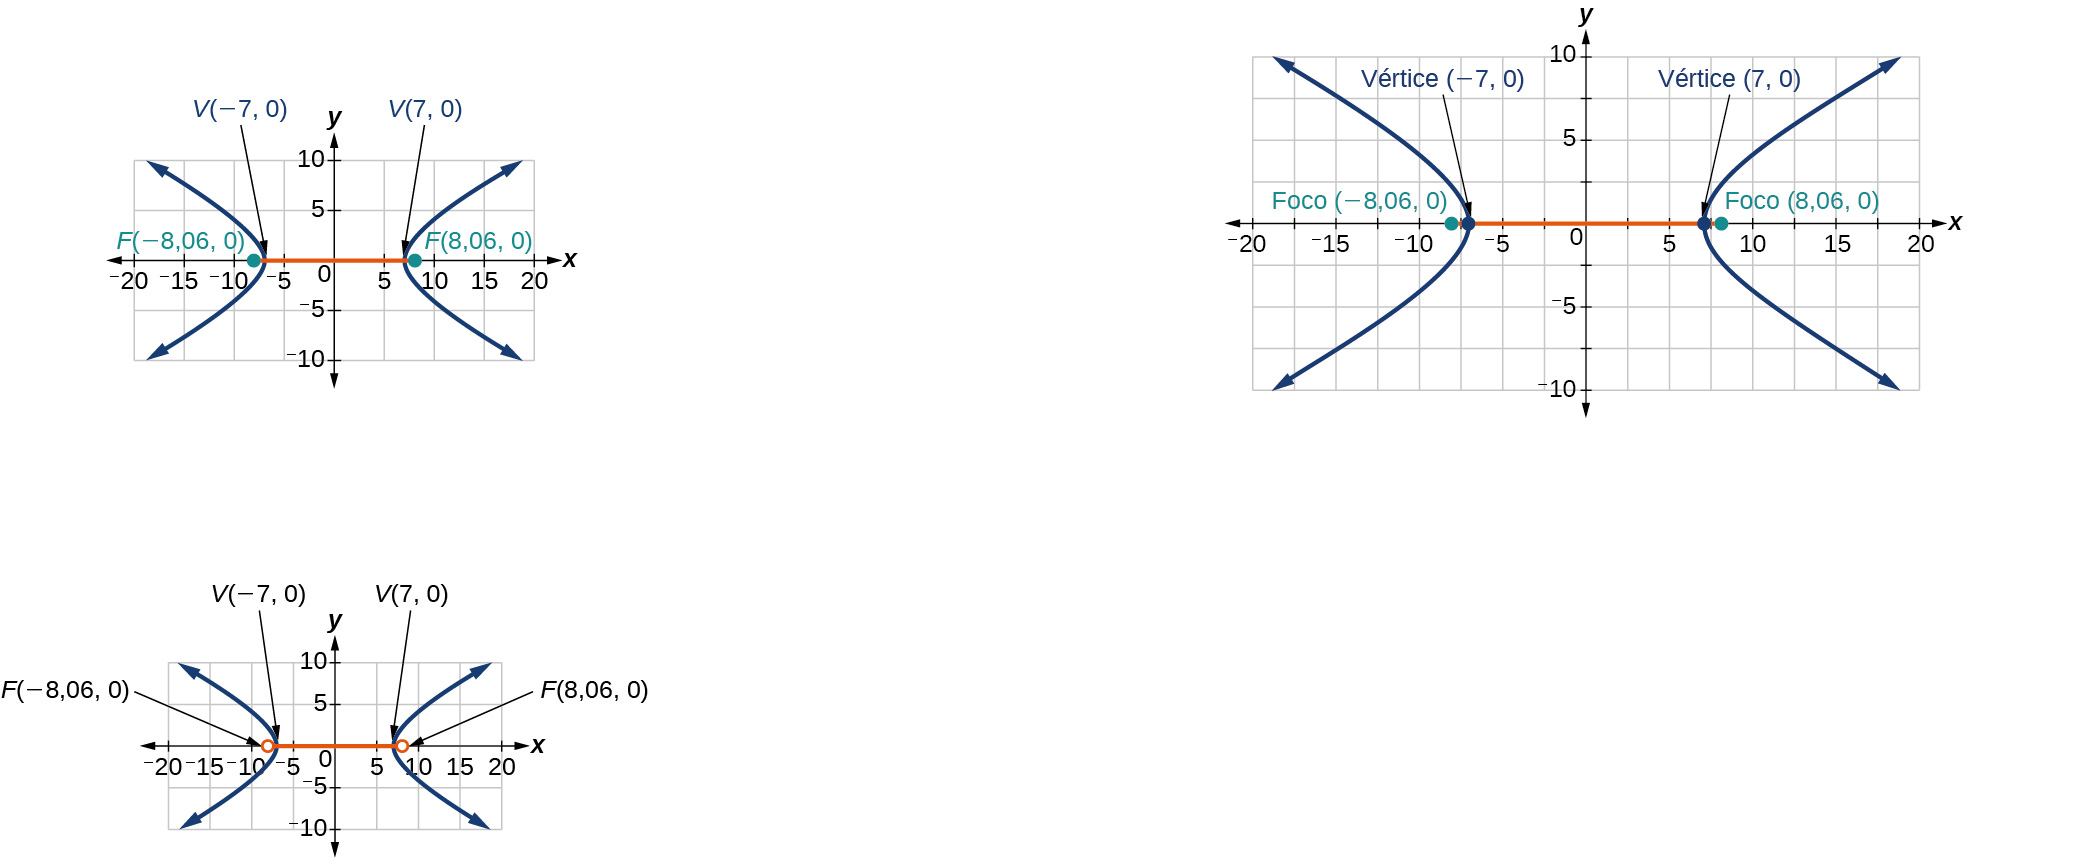 V(−7, 0) V(7, 0)
y
10
5
F(−8,06, 0) F(8,06, 0)
x
−20 −15 −10 −5 0 5 10 15 20
−5
−10
y
10
Vértice (−7, 0) Vértice (7, 0)
5
Foco (−8,06, 0) Foco (8,06, 0)
x
−20 −15 −10 −5 0 5 10 15 20
−5
−10
V(−7, 0) V(7, 0)
y
10
F(−8,06, 0) F(8,06, 0)
5
x
−20 −15 −10 −5 0 5 10 15 20
−5
−10